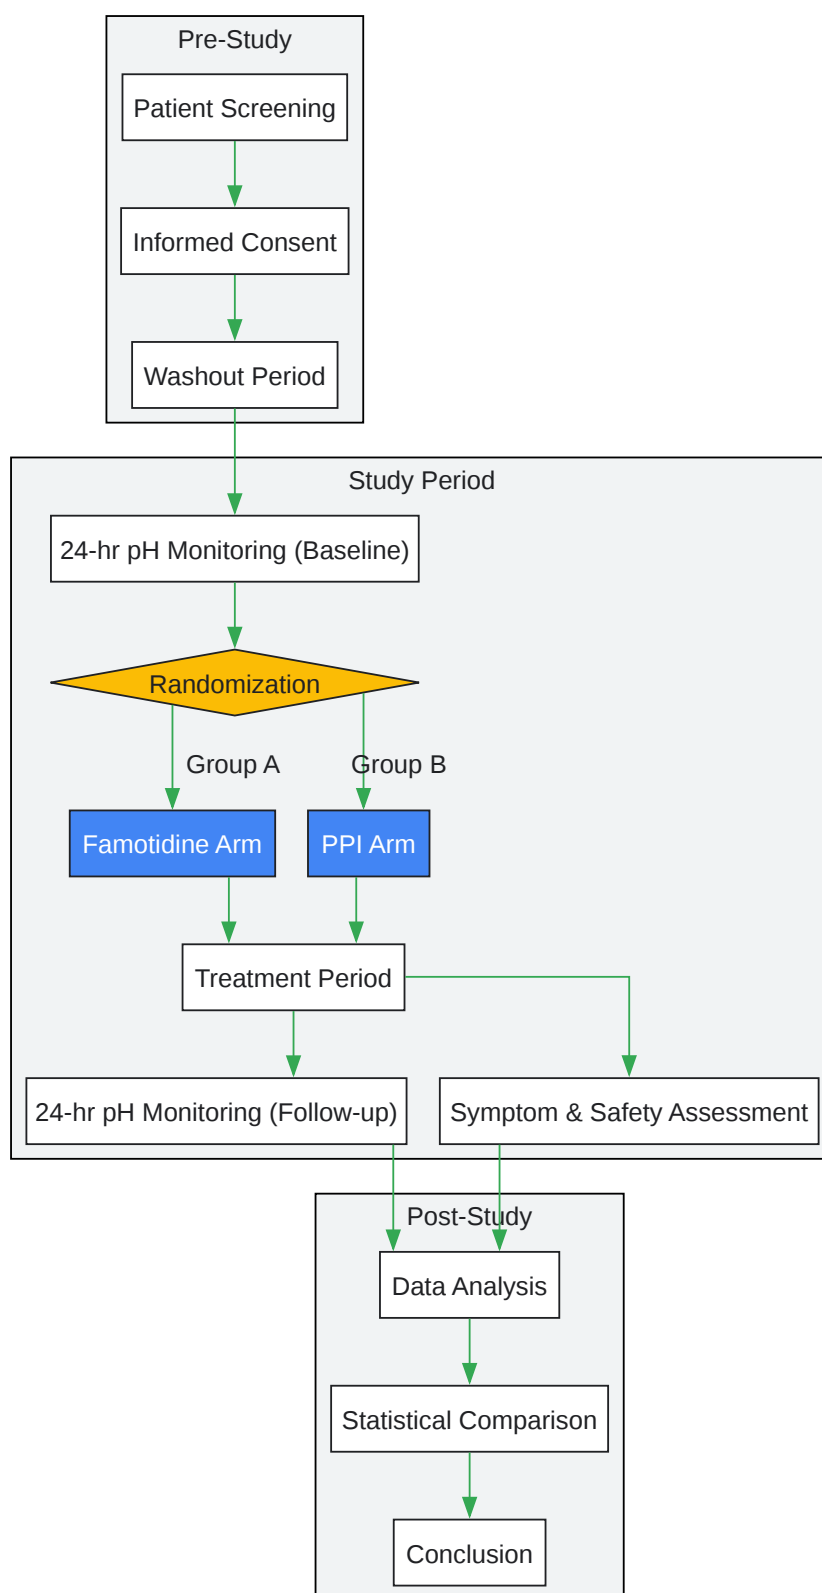 Pre-Study
Patient Screening
Informed Consent
Washout Period
Study Period
24-hr pH Monitoring (Baseline)
Randomization
Group A
Group B
Famotidine Arm
PPI Arm
Treatment Period
24-hr pH Monitoring (Follow-up)
Symptom & Safety Assessment
Post-Study
Data Analysis
Statistical Comparison
Conclusion